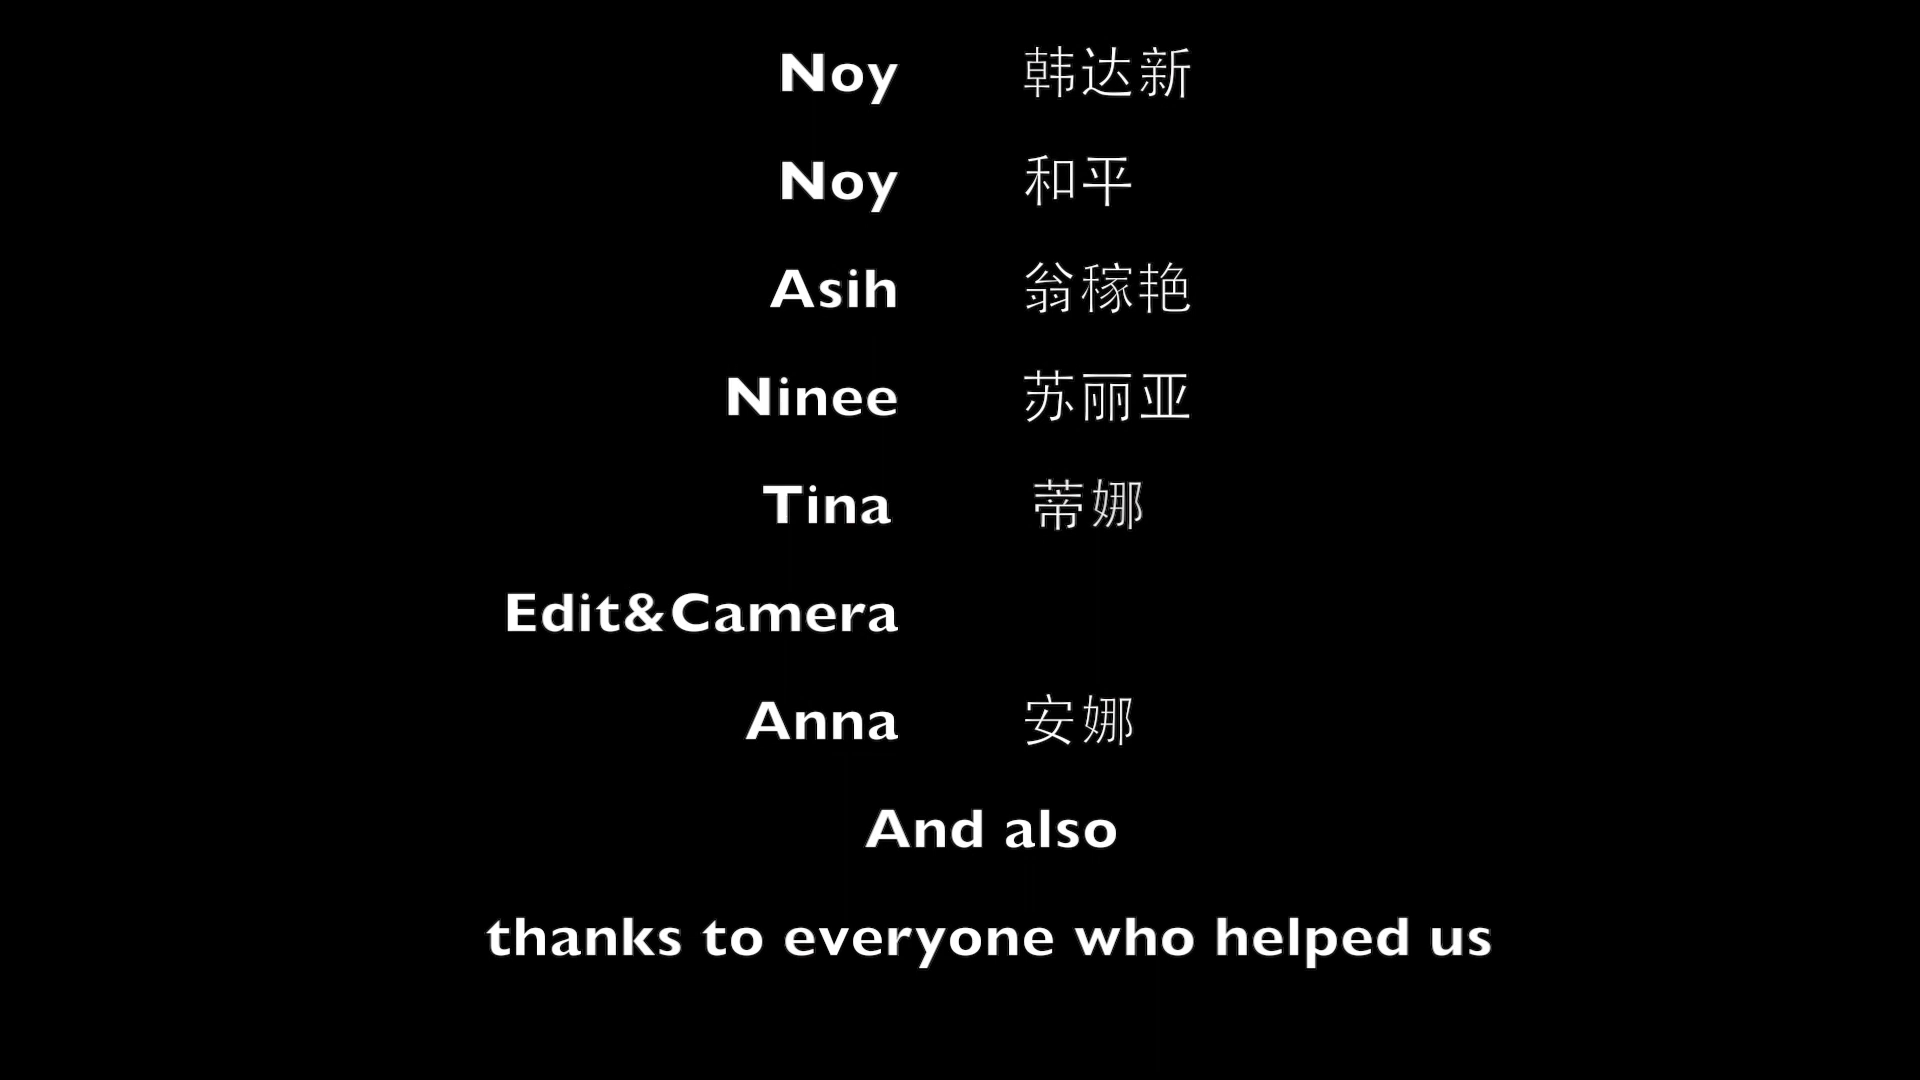 Noy 韩达新
Noy 和平
Asih 翁稼艳
Ninee 苏丽亚
Tina 蒂娜
Edit&Camera
Anna 安娜
And also
thanks to everyone who helped us